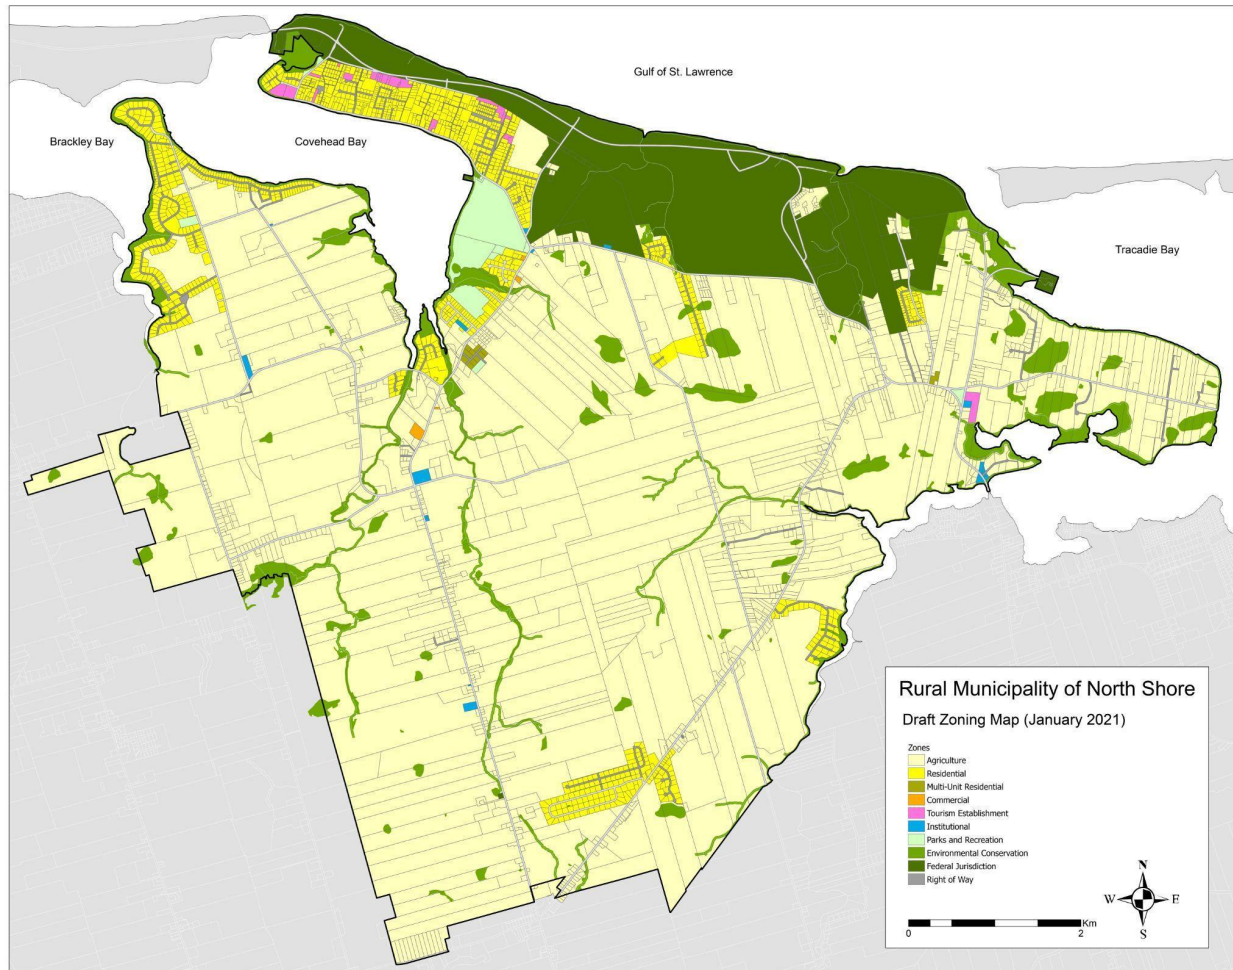 Gulf of St. Lawrence
Brackley Bay
Covehead Bay
Tracadie Bay
Rural Municipality of North Shore
Draft Zoning Map (January 2021)
Zones
Agriculture
Residential
Multi-Unit Residential
Commercial
Tourism Establishment
Institutional
Parks and Recreation
Environmental Conservation
Federal Jurisdiction
Right of Way
N
W
E
S
Km
0
2